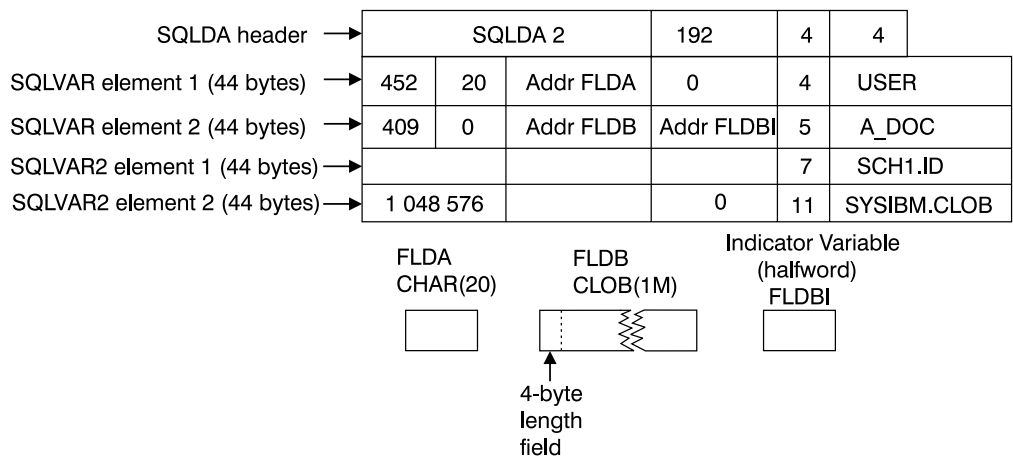 SQLDA header SQLDA 2 192 4 4
SQLVAR element 1 (44 bytes) 452 20 Addr FLDA 0 4 USER
SQLVAR element 2 (44 bytes) 409 0 Addr FLDB Addr FLDBI 5 A_DOC
SQLVAR2 element 1 (44 bytes) 7 SCH1.ID
SQLVAR2 element 2 (44 bytes) 1 048 576 0 11 SYSIBM.CLOB
FLDA
CHAR(20)
FLDB
CLOB(1M)
Indicator Variable
(halfword)
FLDBI
4-byte
length
field